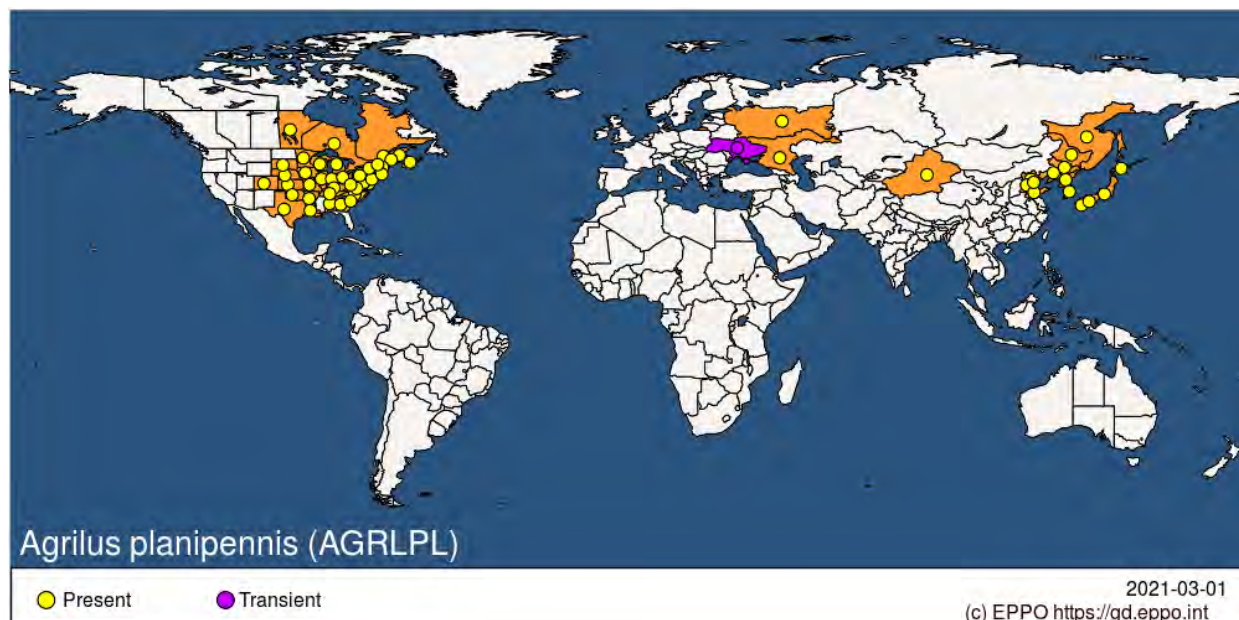 Agrilus planipennis (AGRLPL)
Present
Transient
2021-03-01
(c) EPPO https://gd.eppo.int